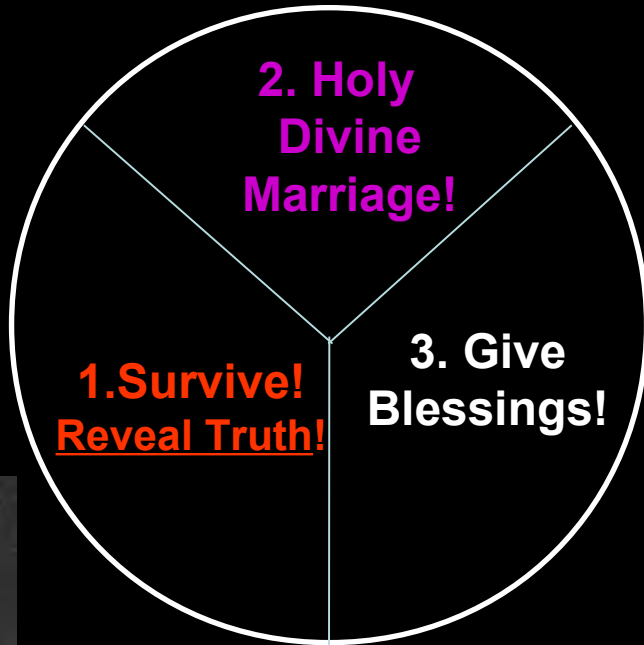 2. Holy
Divine
Marriage!
1.Survive!
Reveal Truth!
3. Give
Blessings!